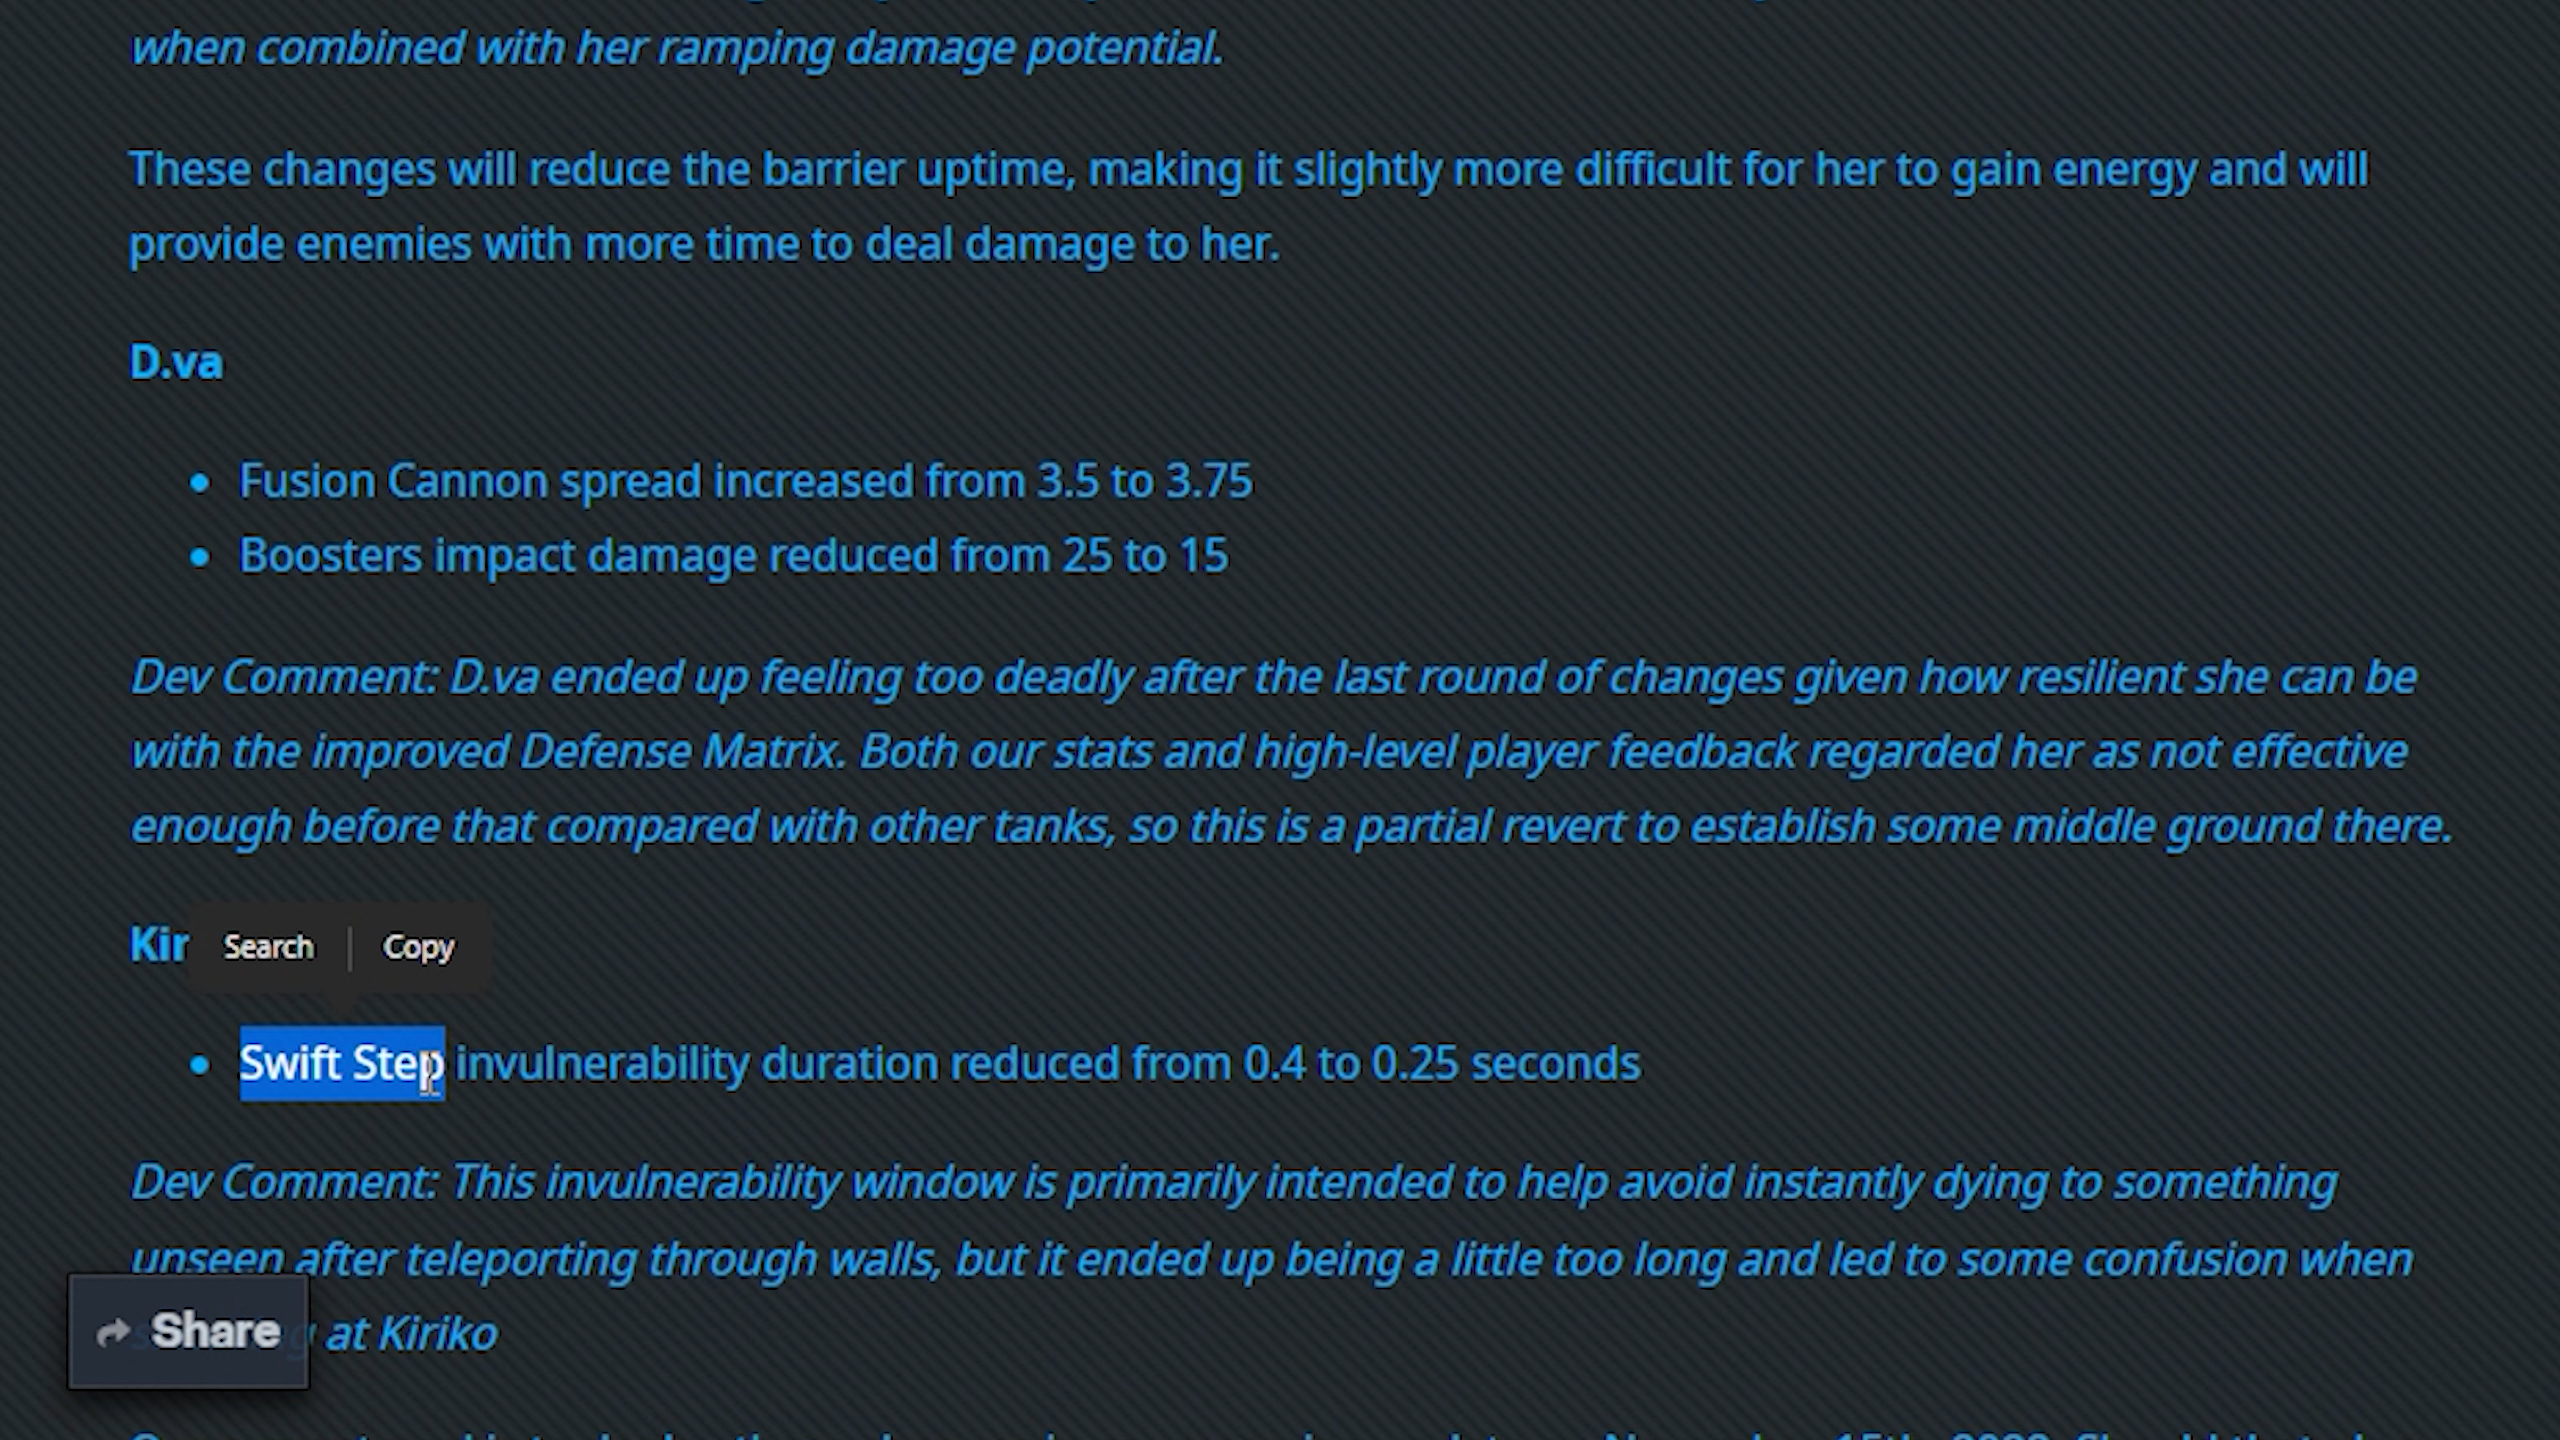 when combined with her ramping damage potential.
These changes will reduce the barrier uptime, making it slightly more difficult for her to gain energy and will
provide enemies with more time to deal damage to her.
D.va
Fusion Cannon spread increased from 3.5 to 3.75
Boosters impact damage reduced from 25 to 15
Dev Comment: D.va ended up feeling too deadly after the last round of changes given how resilient she can be
with the improved Defense Matrix. Both our stats and high-level player feedback regarded her as not effective
enough before that compared with other tanks, so this is a partial revert to establish some middle ground there.
Kir
Search | Copy
Swift Step invulnerability duration reduced from 0.4 to 0.25 seconds
Dev Comment: This invulnerability window is primarily intended to help avoid instantly dying to something
unseen after teleporting through walls, but it ended up being a little too long and led to some confusion when
Share at Kiriko